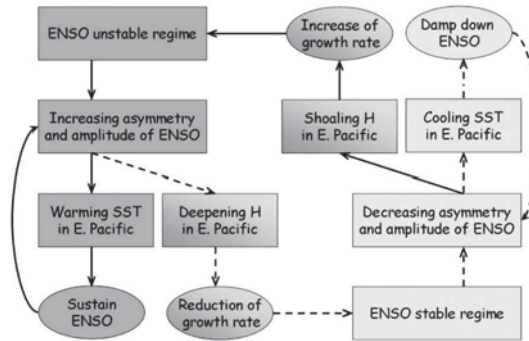 ENSO unstable regime
Increase of
growth rate
Damp down
ENSO
Increasing asymmetry
and amplitude of ENSO
Shoaling H
in E. Pacific
Cooling SST
in E. Pacific
Warming SST
in E. Pacific
Deepening H
in E. Pacific
Decreasing asymmetry
and amplitude of ENSO
Sustain
ENSO
Reduction of
growth rate
ENSO stable regime